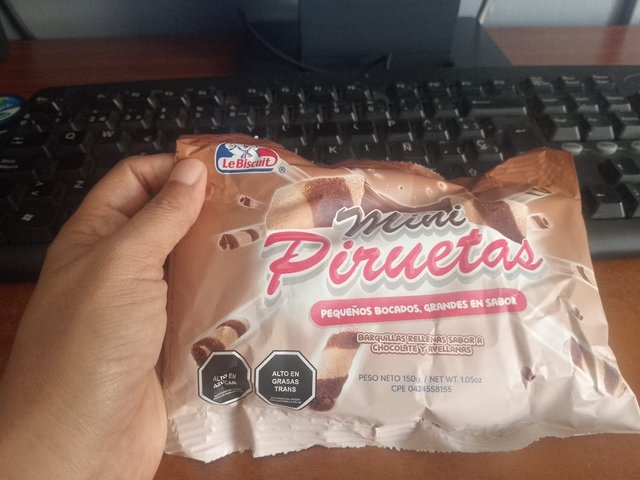 Le Biscuit
®
Mini
Piruetas
PEQUEÑOS BOCADOS, GRANDES EN SABOR
BARQUILLAS RELLENAS SABOR A
CHOCOLATE Y AVELLANAS
ALTO EN
AZÚCAR
ALTO EN
GRASAS
TRANS
PESO NETO 150g / NET WT. 1.05oz
CPE 0424558155